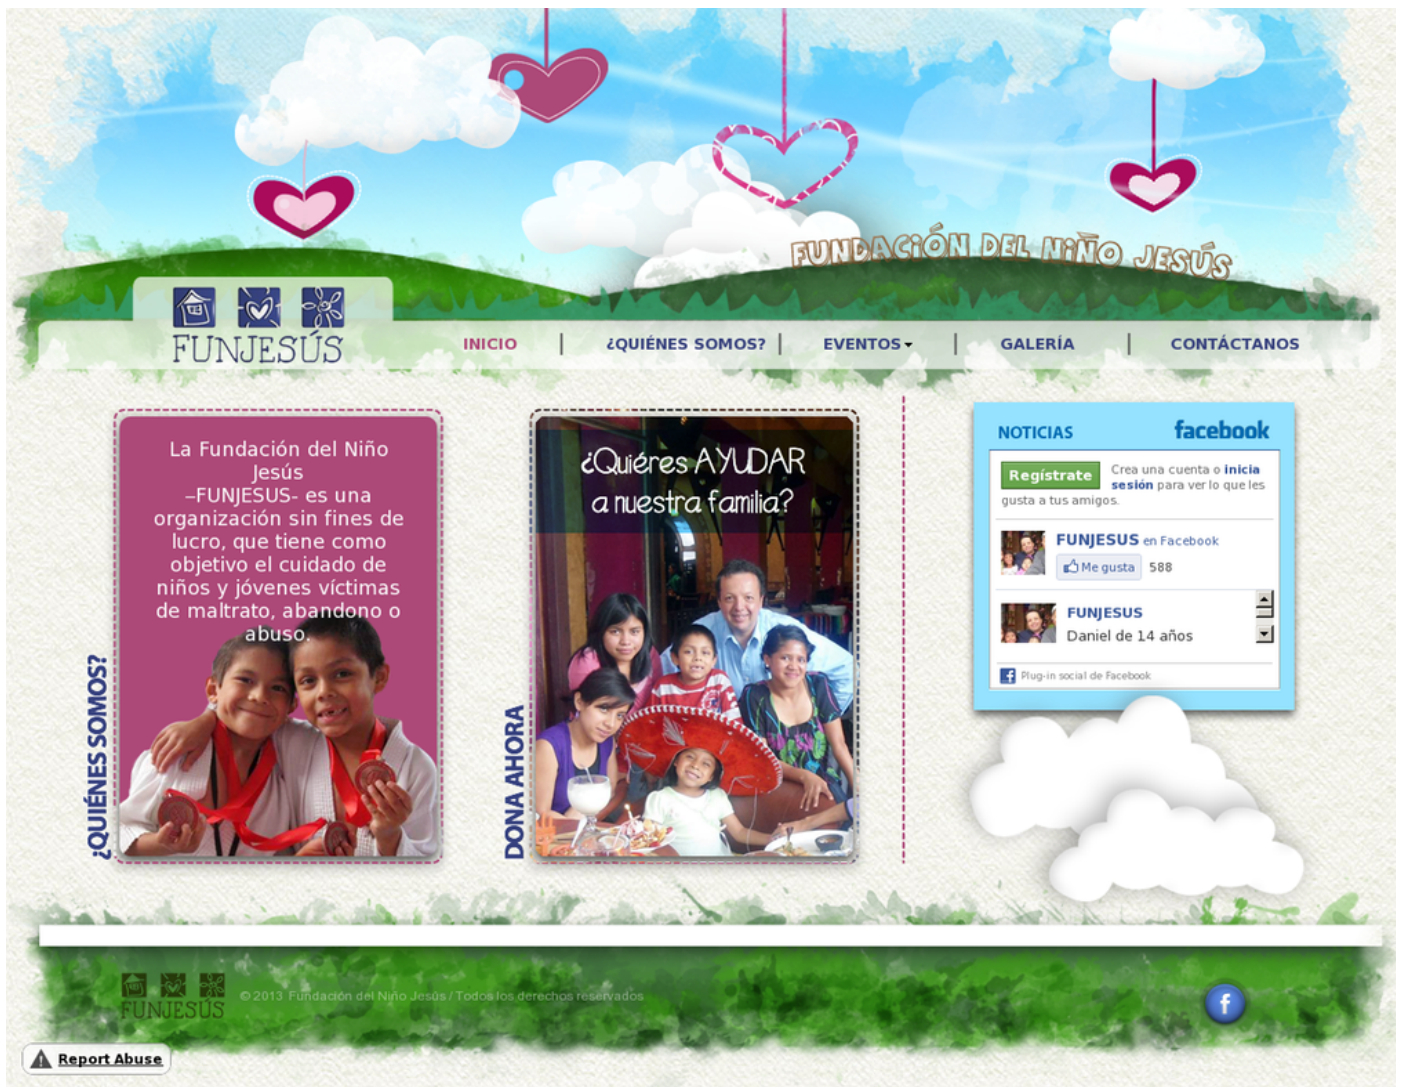 FUNDACIÓN DEL NIÑO JESÚS
FUNJESÚS
INICIO | ¿QUIÉNES SOMOS? | EVENTOS | GALERÍA | CONTÁCTANOS
¿QUIÉNES SOMOS?
La Fundación del Niño
Jesús
–FUNJESUS- es una
organización sin fines de
lucro, que tiene como
objetivo el cuidado de
niños y jóvenes víctimas
de maltrato, abandono o
abuso.
DONA AHORA
¿Quiéres AYUDAR
a nuestra familia?
NOTICIAS facebook
Regístrate Crea una cuenta o inicia
sesión para ver lo que les
gusta a tus amigos.
FUNJESUS en Facebook
Me gusta 588
FUNJESUS
Daniel de 14 años
Plug-in social de Facebook
FUNJESÚS
© 2013 Fundación del Niño Jesús / Todos los derechos reservados
f
Report Abuse